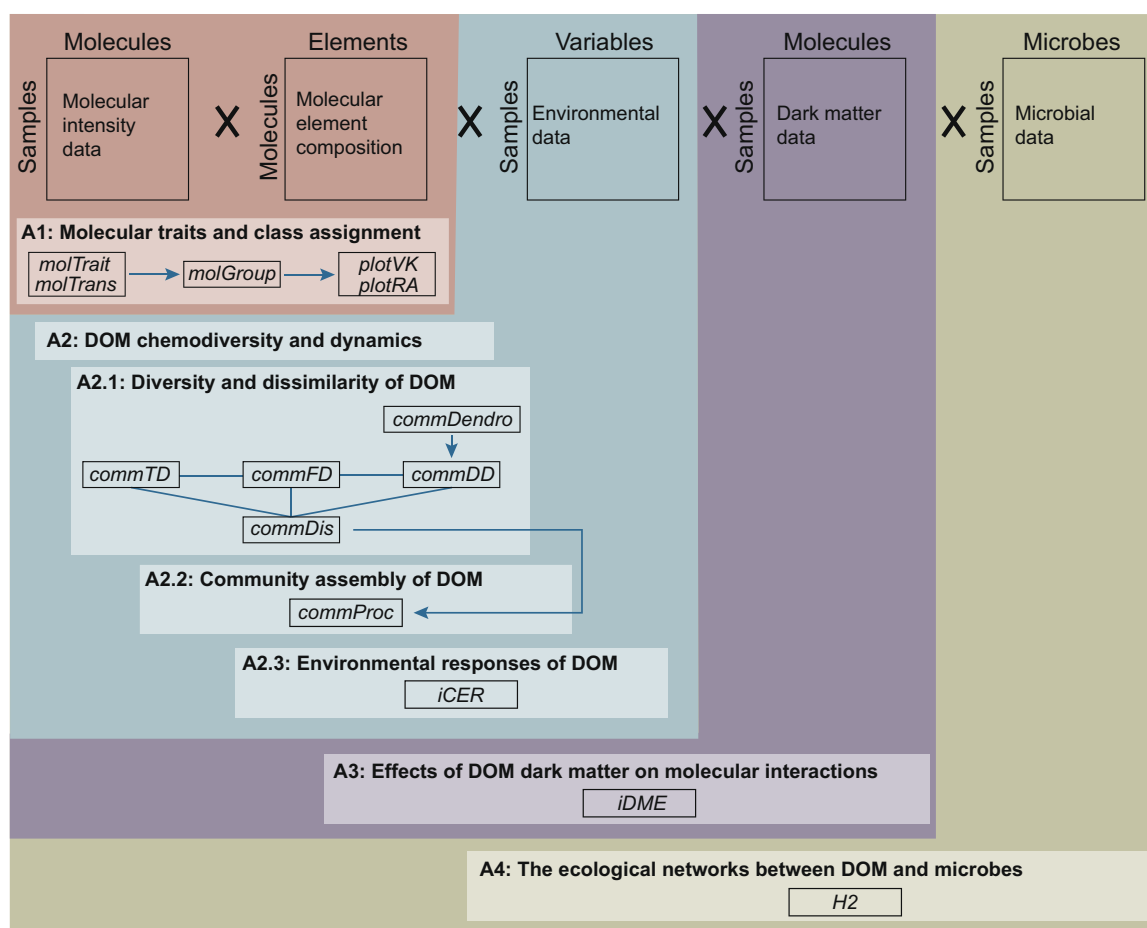 Molecules
Elements
Variables
Molecules
Microbes
Samples
Molecular
intensity
data
X
Molecules
Molecular
element
composition
X
Samples
Environmental
data
X
Samples
Dark matter
data
X
Samples
Microbial
data
A1: Molecular traits and class assignment
molTrait
molTrans
molGroup
plotVK
plotRA
A2: DOM chemodiversity and dynamics
A2.1: Diversity and dissimilarity of DOM
commDendro
commTD
commFD
commDD
commDis
A2.2: Community assembly of DOM
commProc
A2.3: Environmental responses of DOM
iCER
A3: Effects of DOM dark matter on molecular interactions
iDME
A4: The ecological networks between DOM and microbes
H2